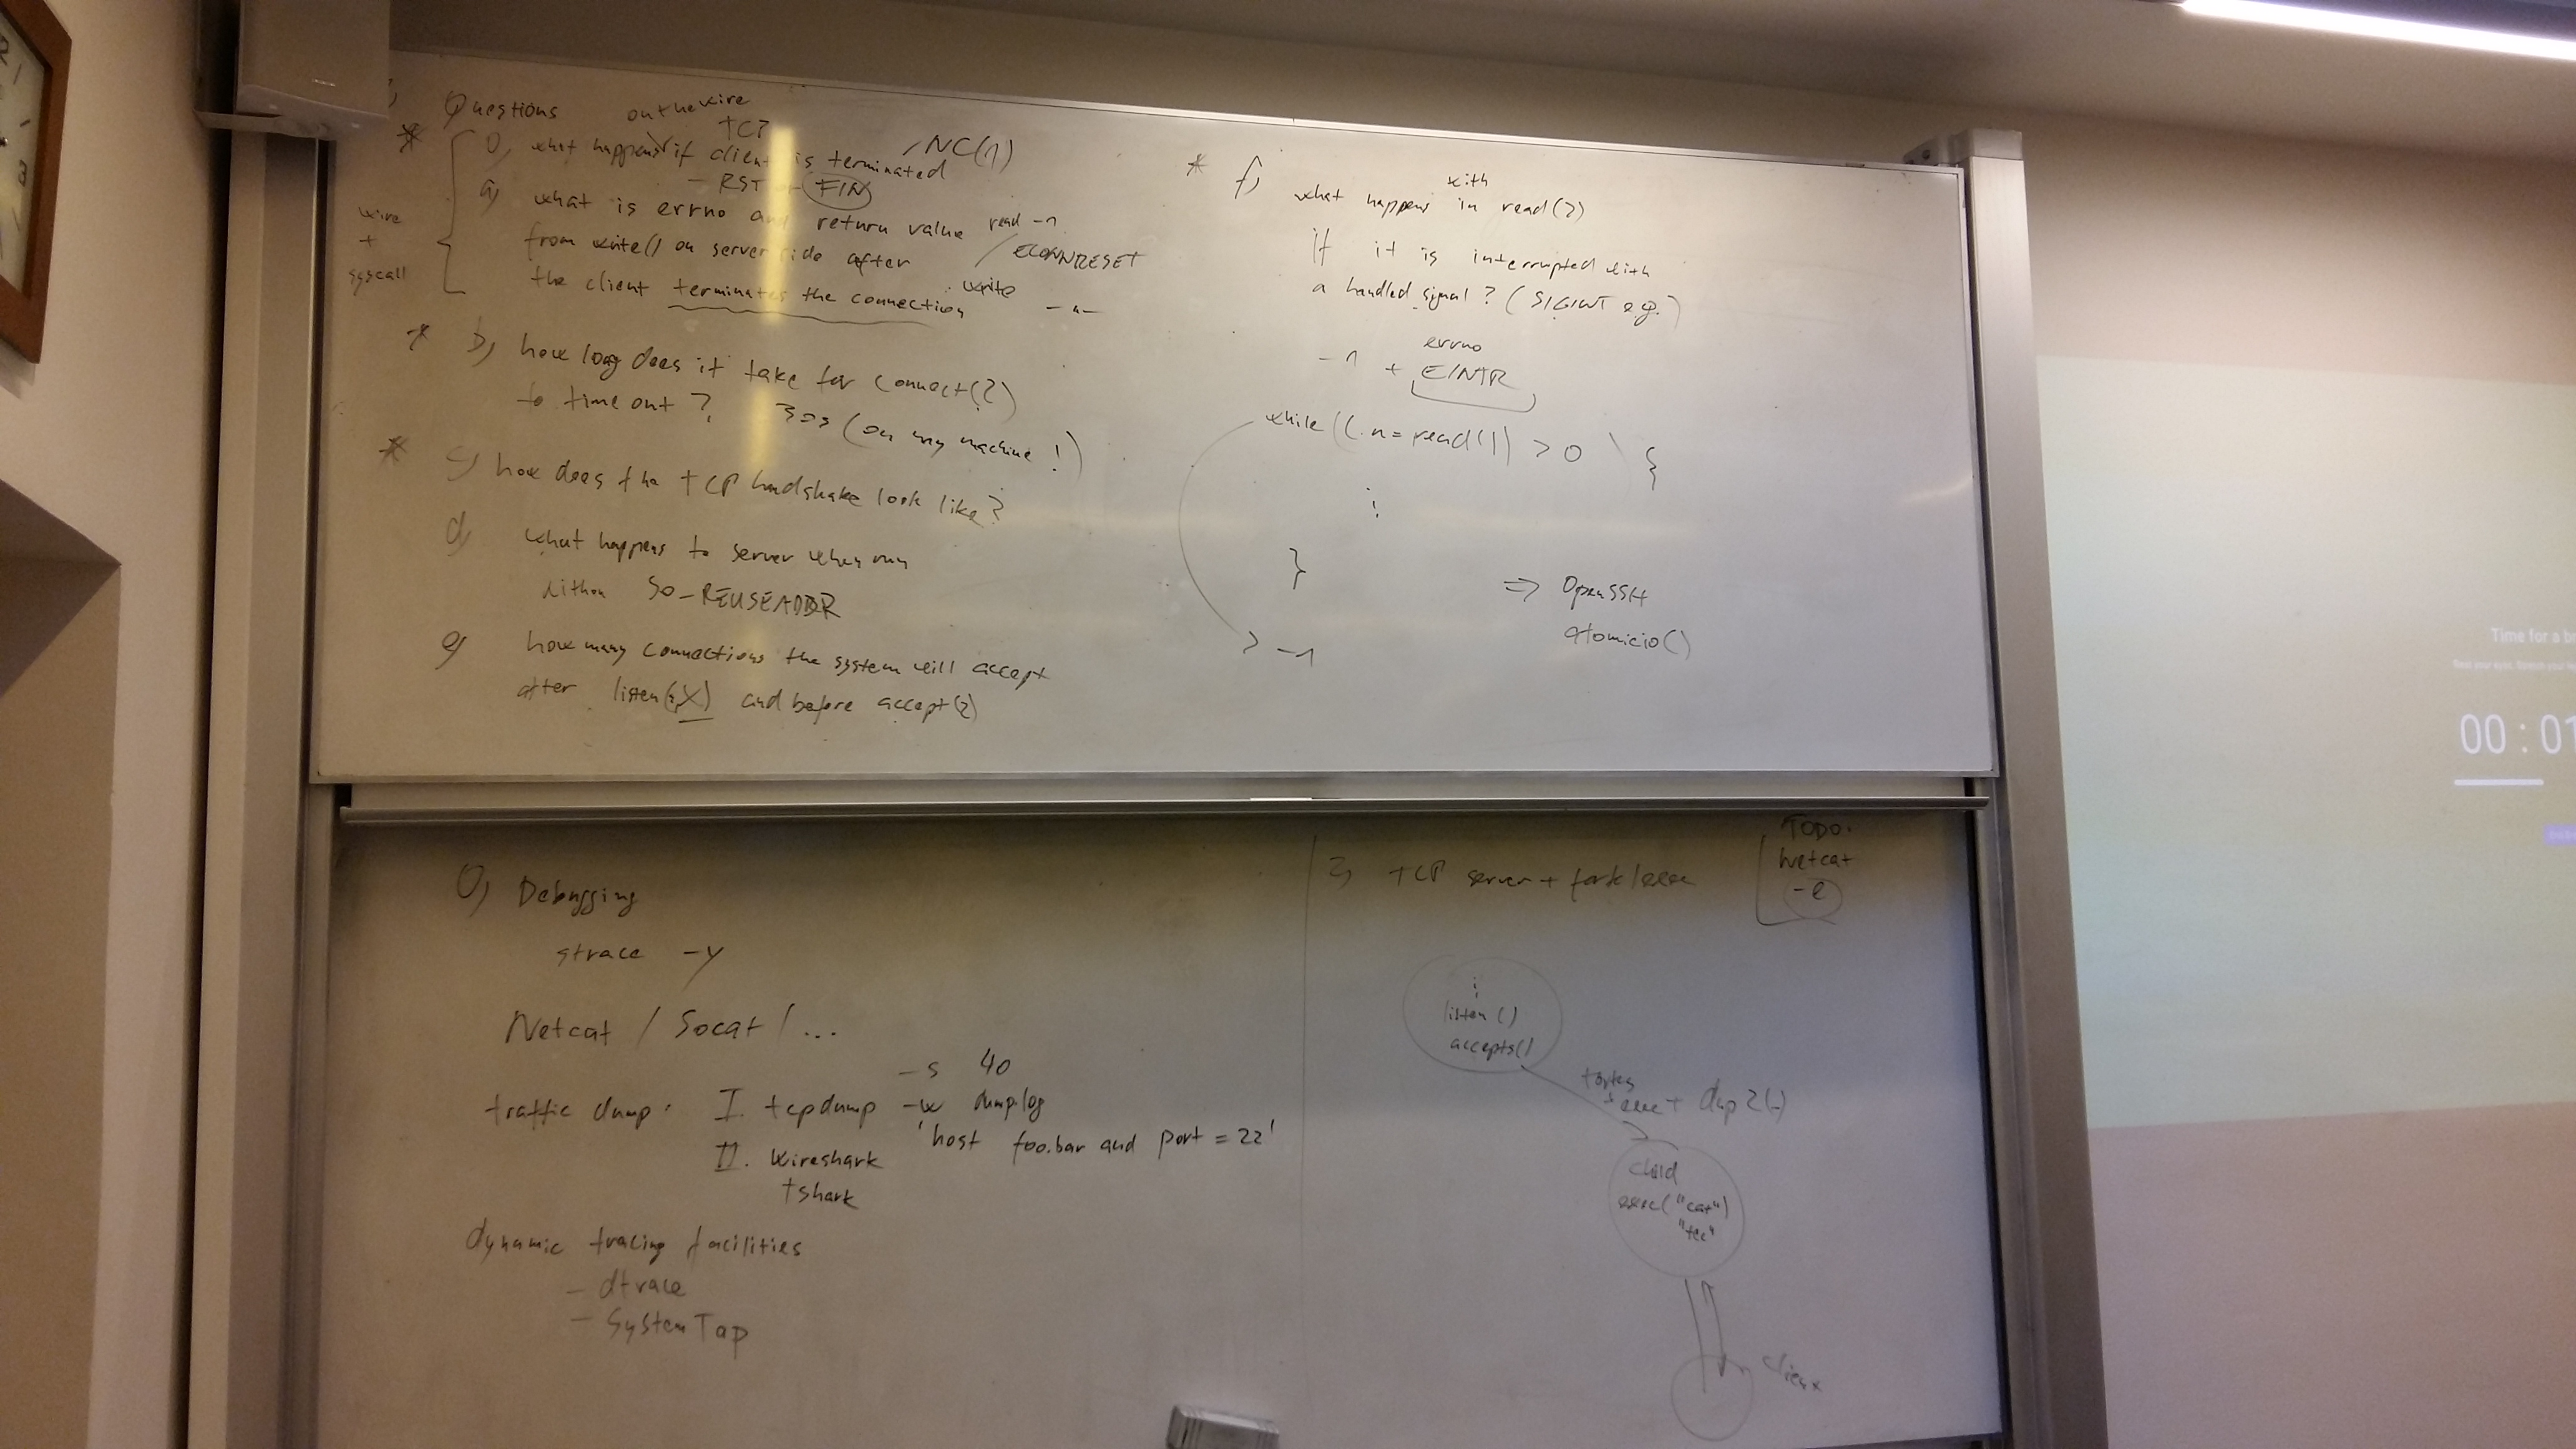 Questions
on the wire
TCP
* 0, what happens if client is terminated / NC(1)
- RST or FIN
a) what is errno and return value read -1
from write() on server side after / ECONNRESET
the client terminates the connection write -"-
wire
+
syscall
* b) how long does it take for connect(2)
to time out ? 30s (on my machine !)
* c) how does the TCP handshake look like?
d) what happens to server when run
SO_REUSEADDR
e) how many connections the system will accept
after listen(, X) and before accept(2)
* f)
with
what happens in read(2)
if it is interrupted with
a handled signal ? ( SIGINT e.g. )
errno
-1 + EINTR
while ((n = read()) > 0 ) {
:
}
=> OpenSSH
atomicio()
> -1
Time for a br
00 : 01
0) Debugging
strace -y
Netcat / Socat / ...
-s 40
traffic dump: I. tcpdump -w dump.log
'host foo.bar and port = 22'
II. wireshark
tshark
dynamic tracing facilities
- dtrace
- SystemTap
TCP server + fork/exec
TODO.
netcat
-e
:
listen ()
accepts()
exec + dup2(-)
child
exec("cat")
"tee"
client